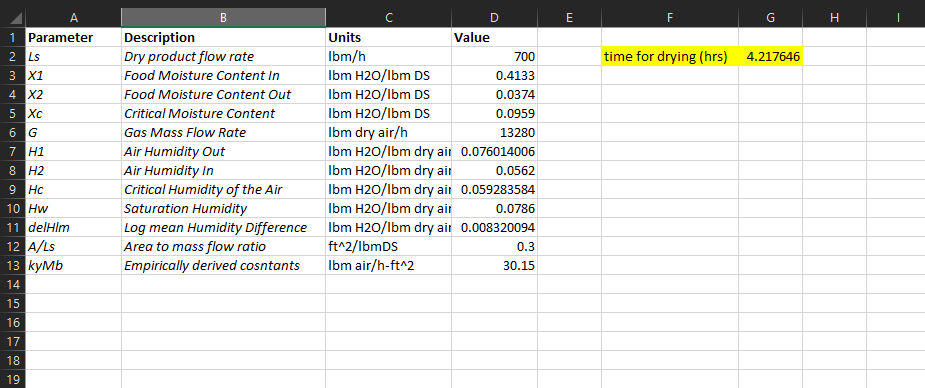 A B C D E F G H I
1 Parameter Description Units Value
2 Ls Dry product flow rate lbm/h 700 time for drying (hrs) 4.217646
3 X1 Food Moisture Content In lbm H2O/lbm DS 0.4133
4 X2 Food Moisture Content Out lbm H2O/lbm DS 0.0374
5 Xc Critical Moisture Content lbm H2O/lbm DS 0.0959
6 G Gas Mass Flow Rate lbm dry air/h 13280
7 H1 Air Humidity Out lbm H2O/lbm dry air 0.076014006
8 H2 Air Humidity In lbm H2O/lbm dry air 0.0562
9 Hc Critical Humidity of the Air lbm H2O/lbm dry air 0.059283584
10 Hw Saturation Humidity lbm H2O/lbm dry air 0.0786
11 delHlm Log mean Humidity Difference lbm H2O/lbm dry air 0.008320094
12 A/Ls Area to mass flow ratio ft^2/lbmDS 0.3
13 kyMb Empirically derived cosntants lbm air/h-ft^2 30.15
14
15
16
17
18
19